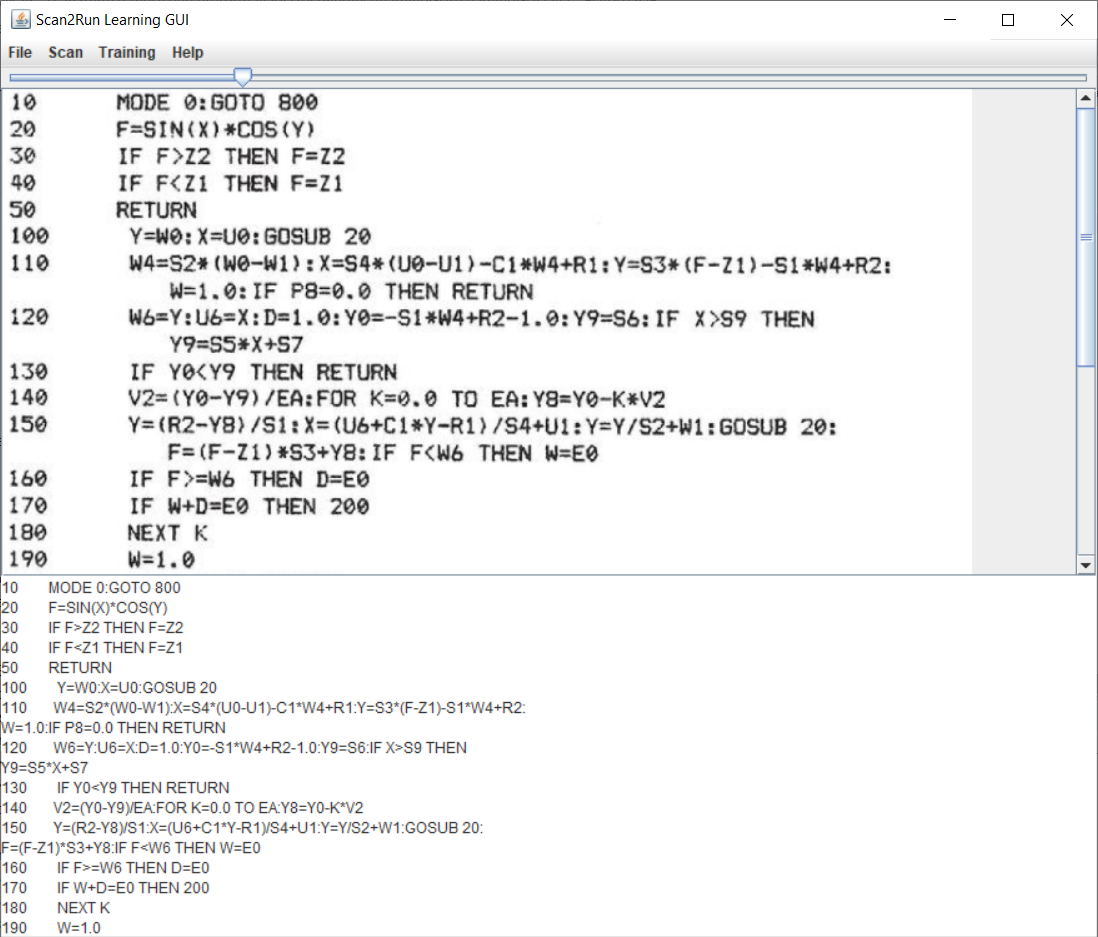 Scan2Run Learning GUI
File Scan Training Help
10 MODE 0:GOTO 800
20 F=SIN(X)*COS(Y)
30 IF F>Z2 THEN F=Z2
40 IF F<Z1 THEN F=Z1
50 RETURN
100 Y=W0:X=U0:GOSUB 20
110 W4=S2*(W0-W1):X=S4*(U0-U1)-C1*W4+R1:Y=S3*(F-Z1)-S1*W4+R2:
W=1.0:IF P8=0.0 THEN RETURN
120 W6=Y:U6=X:D=1.0:Y0=-S1*W4+R2-1.0:Y9=S6:IF X>S9 THEN
Y9=S5*X+S7
130 IF Y0<Y9 THEN RETURN
140 V2=(Y0-Y9)/EA:FOR K=0.0 TO EA:Y8=Y0-K*V2
150 Y=(R2-Y8)/S1:X=(U6+C1*Y-R1)/S4+U1:Y=Y/S2+W1:GOSUB 20:
F=(F-Z1)*S3+Y8:IF F<W6 THEN W=E0
160 IF F>=W6 THEN D=E0
170 IF W+D=E0 THEN 200
180 NEXT K
190 W=1.0
10 MODE 0:GOTO 800
20 F=SIN(X)*COS(Y)
30 IF F>Z2 THEN F=Z2
40 IF F<Z1 THEN F=Z1
50 RETURN
100 Y=W0:X=U0:GOSUB 20
110 W4=S2*(W0-W1):X=S4*(U0-U1)-C1*W4+R1:Y=S3*(F-Z1)-S1*W4+R2:
W=1.0:IF P8=0.0 THEN RETURN
120 W6=Y:U6=X:D=1.0:Y0=-S1*W4+R2-1.0:Y9=S6:IF X>S9 THEN
Y9=S5*X+S7
130 IF Y0<Y9 THEN RETURN
140 V2=(Y0-Y9)/EA:FOR K=0.0 TO EA:Y8=Y0-K*V2
150 Y=(R2-Y8)/S1:X=(U6+C1*Y-R1)/S4+U1:Y=Y/S2+W1:GOSUB 20:
F=(F-Z1)*S3+Y8:IF F<W6 THEN W=E0
160 IF F>=W6 THEN D=E0
170 IF W+D=E0 THEN 200
180 NEXT K
190 W=1.0